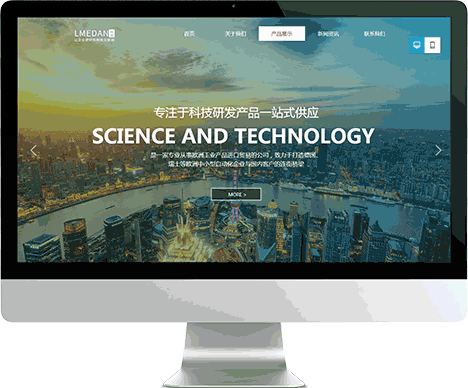 LMEDAN
首页 关于我们 产品展示 新闻资讯 联系我们
专注于科技研发产品一站式供应
SCIENCE AND TECHNOLOGY
是一家专业从事欧洲工业产品进口贸易的公司，致力于打造德国、
瑞士等欧洲中小型自动化企业与国内客户的连接桥梁
MORE >